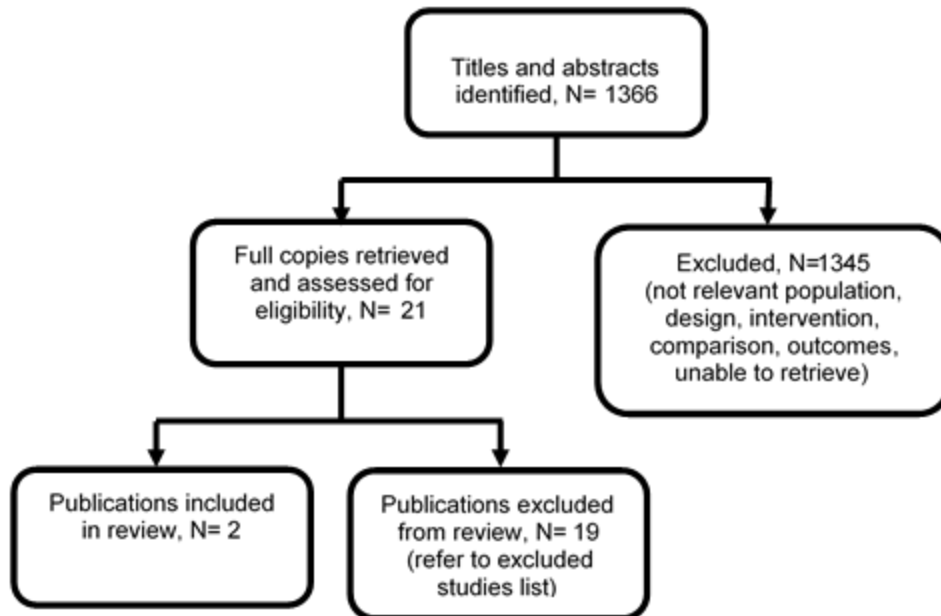 Titles and abstracts
identified, N= 1366
Full copies retrieved
and assessed for
eligibility, N= 21
Excluded, N=1345
(not relevant population,
design, intervention,
comparison, outcomes,
unable to retrieve)
Publications included
in review, N= 2
Publications excluded
from review, N= 19
(refer to excluded
studies list)